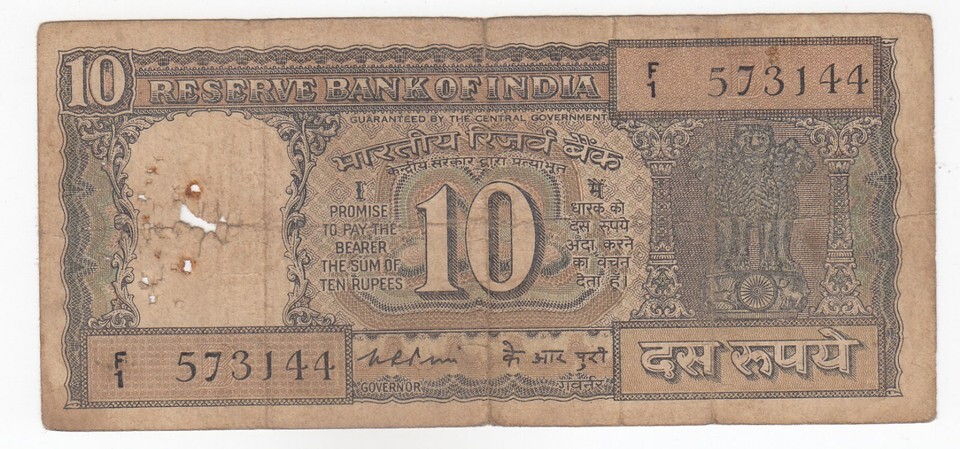 10
RESERVE BANK OF INDIA
F/1 573144
GUARANTEED BY THE CENTRAL GOVERNMENT
भारतीय रिज़र्व बैंक
केन्द्रीय सरकार द्वारा प्रत्याभूत
I
PROMISE
TO PAY THE
BEARER
THE SUM OF
TEN RUPEES
10
मैं
धारक को
दस रुपये
अदा करने
का वचन
देता हूँ।
F/1 573144
के आर पुरी
GOVERNOR
गवर्नर
दस रूपये